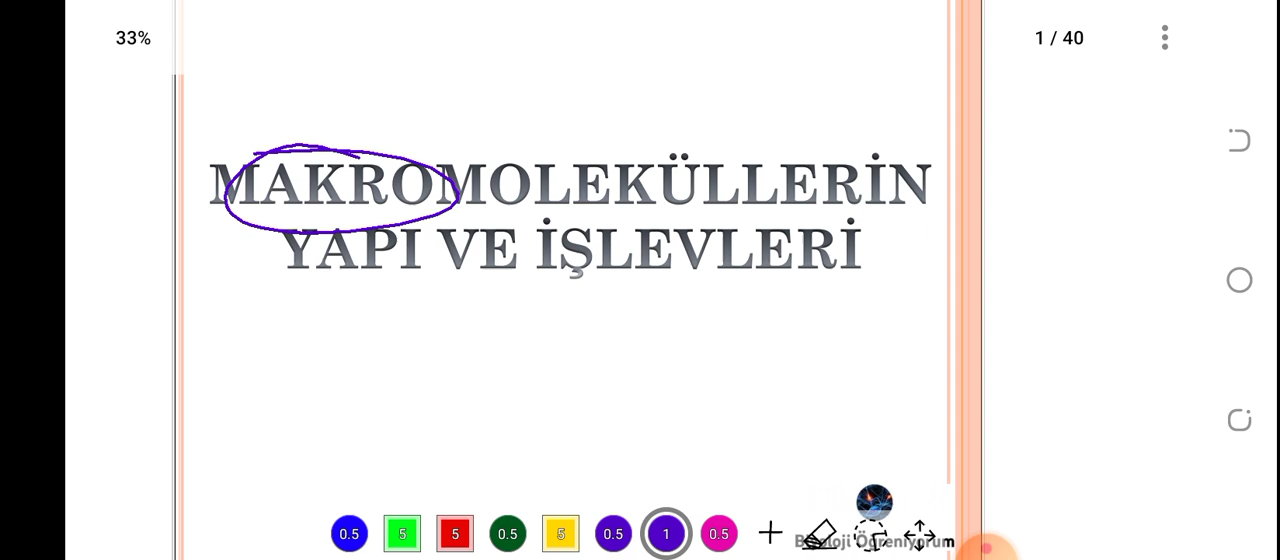 33%
1 / 40
MAKROMOLEKÜLLERİN
YAPI VE İŞLEVLERİ
0.5 5 5 0.5 5 0.5 1 0.5
Öğreniyorum